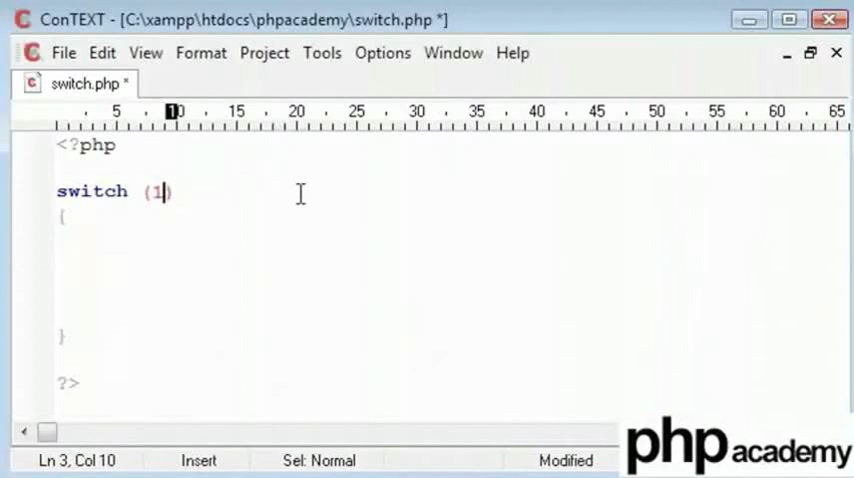 ConTEXT - [C:\xampp\htdocs\phpacademy\switch.php *]
File Edit View Format Project Tools Options Window Help
switch.php *
5 10 15 20 25 30 35 40 45 50 55 60 65
<?php
switch (1)
{
}
?>
Ln 3, Col 10 Insert Sel: Normal Modified
php academy